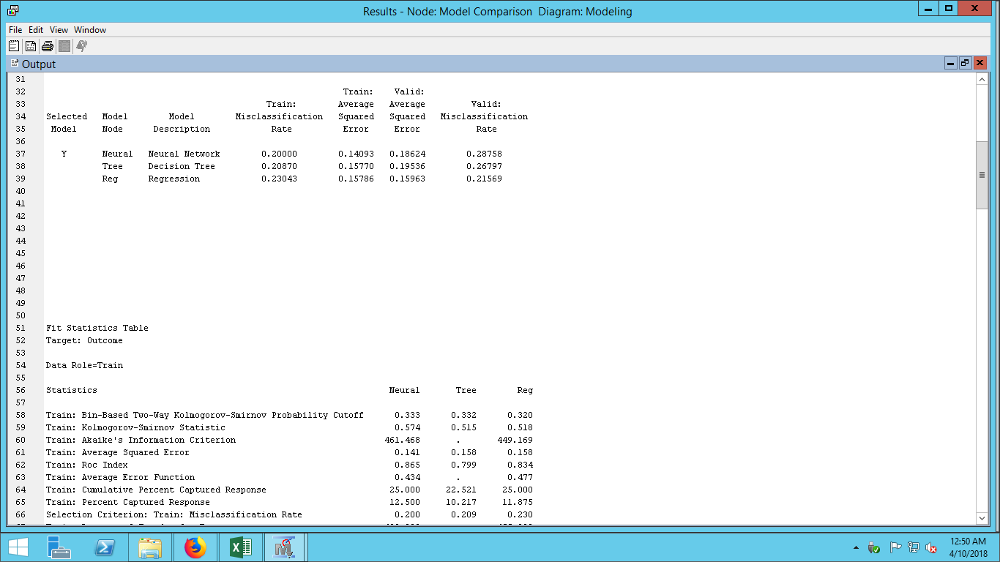 Results - Node: Model Comparison Diagram: Modeling
File Edit View Window
Output
31
32 Train: Valid:
33 Train: Average Average Valid:
34 Selected Model Model Misclassification Squared Squared Misclassification
35 Model Node Description Rate Error Error Rate
36
37 Y Neural Neural Network 0.20000 0.14093 0.18624 0.28758
38 Tree Decision Tree 0.20870 0.15770 0.19536 0.26797
39 Reg Regression 0.23043 0.15786 0.15963 0.21569
40
41
42
43
44
45
46
47
48
49
50
51 Fit Statistics Table
52 Target: Outcome
53
54 Data Role=Train
55
56 Statistics Neural Tree Reg
57
58 Train: Bin-Based Two-Way Kolmogorov-Smirnov Probability Cutoff 0.333 0.332 0.320
59 Train: Kolmogorov-Smirnov Statistic 0.574 0.515 0.518
60 Train: Akaike's Information Criterion 461.468 . 449.169
61 Train: Average Squared Error 0.141 0.158 0.158
62 Train: Roc Index 0.865 0.799 0.834
63 Train: Average Error Function 0.434 . 0.477
64 Train: Cumulative Percent Captured Response 25.000 22.521 25.000
65 Train: Percent Captured Response 12.500 10.217 11.875
66 Selection Criterion: Train: Misclassification Rate 0.200 0.209 0.230
12:50 AM
4/10/2018